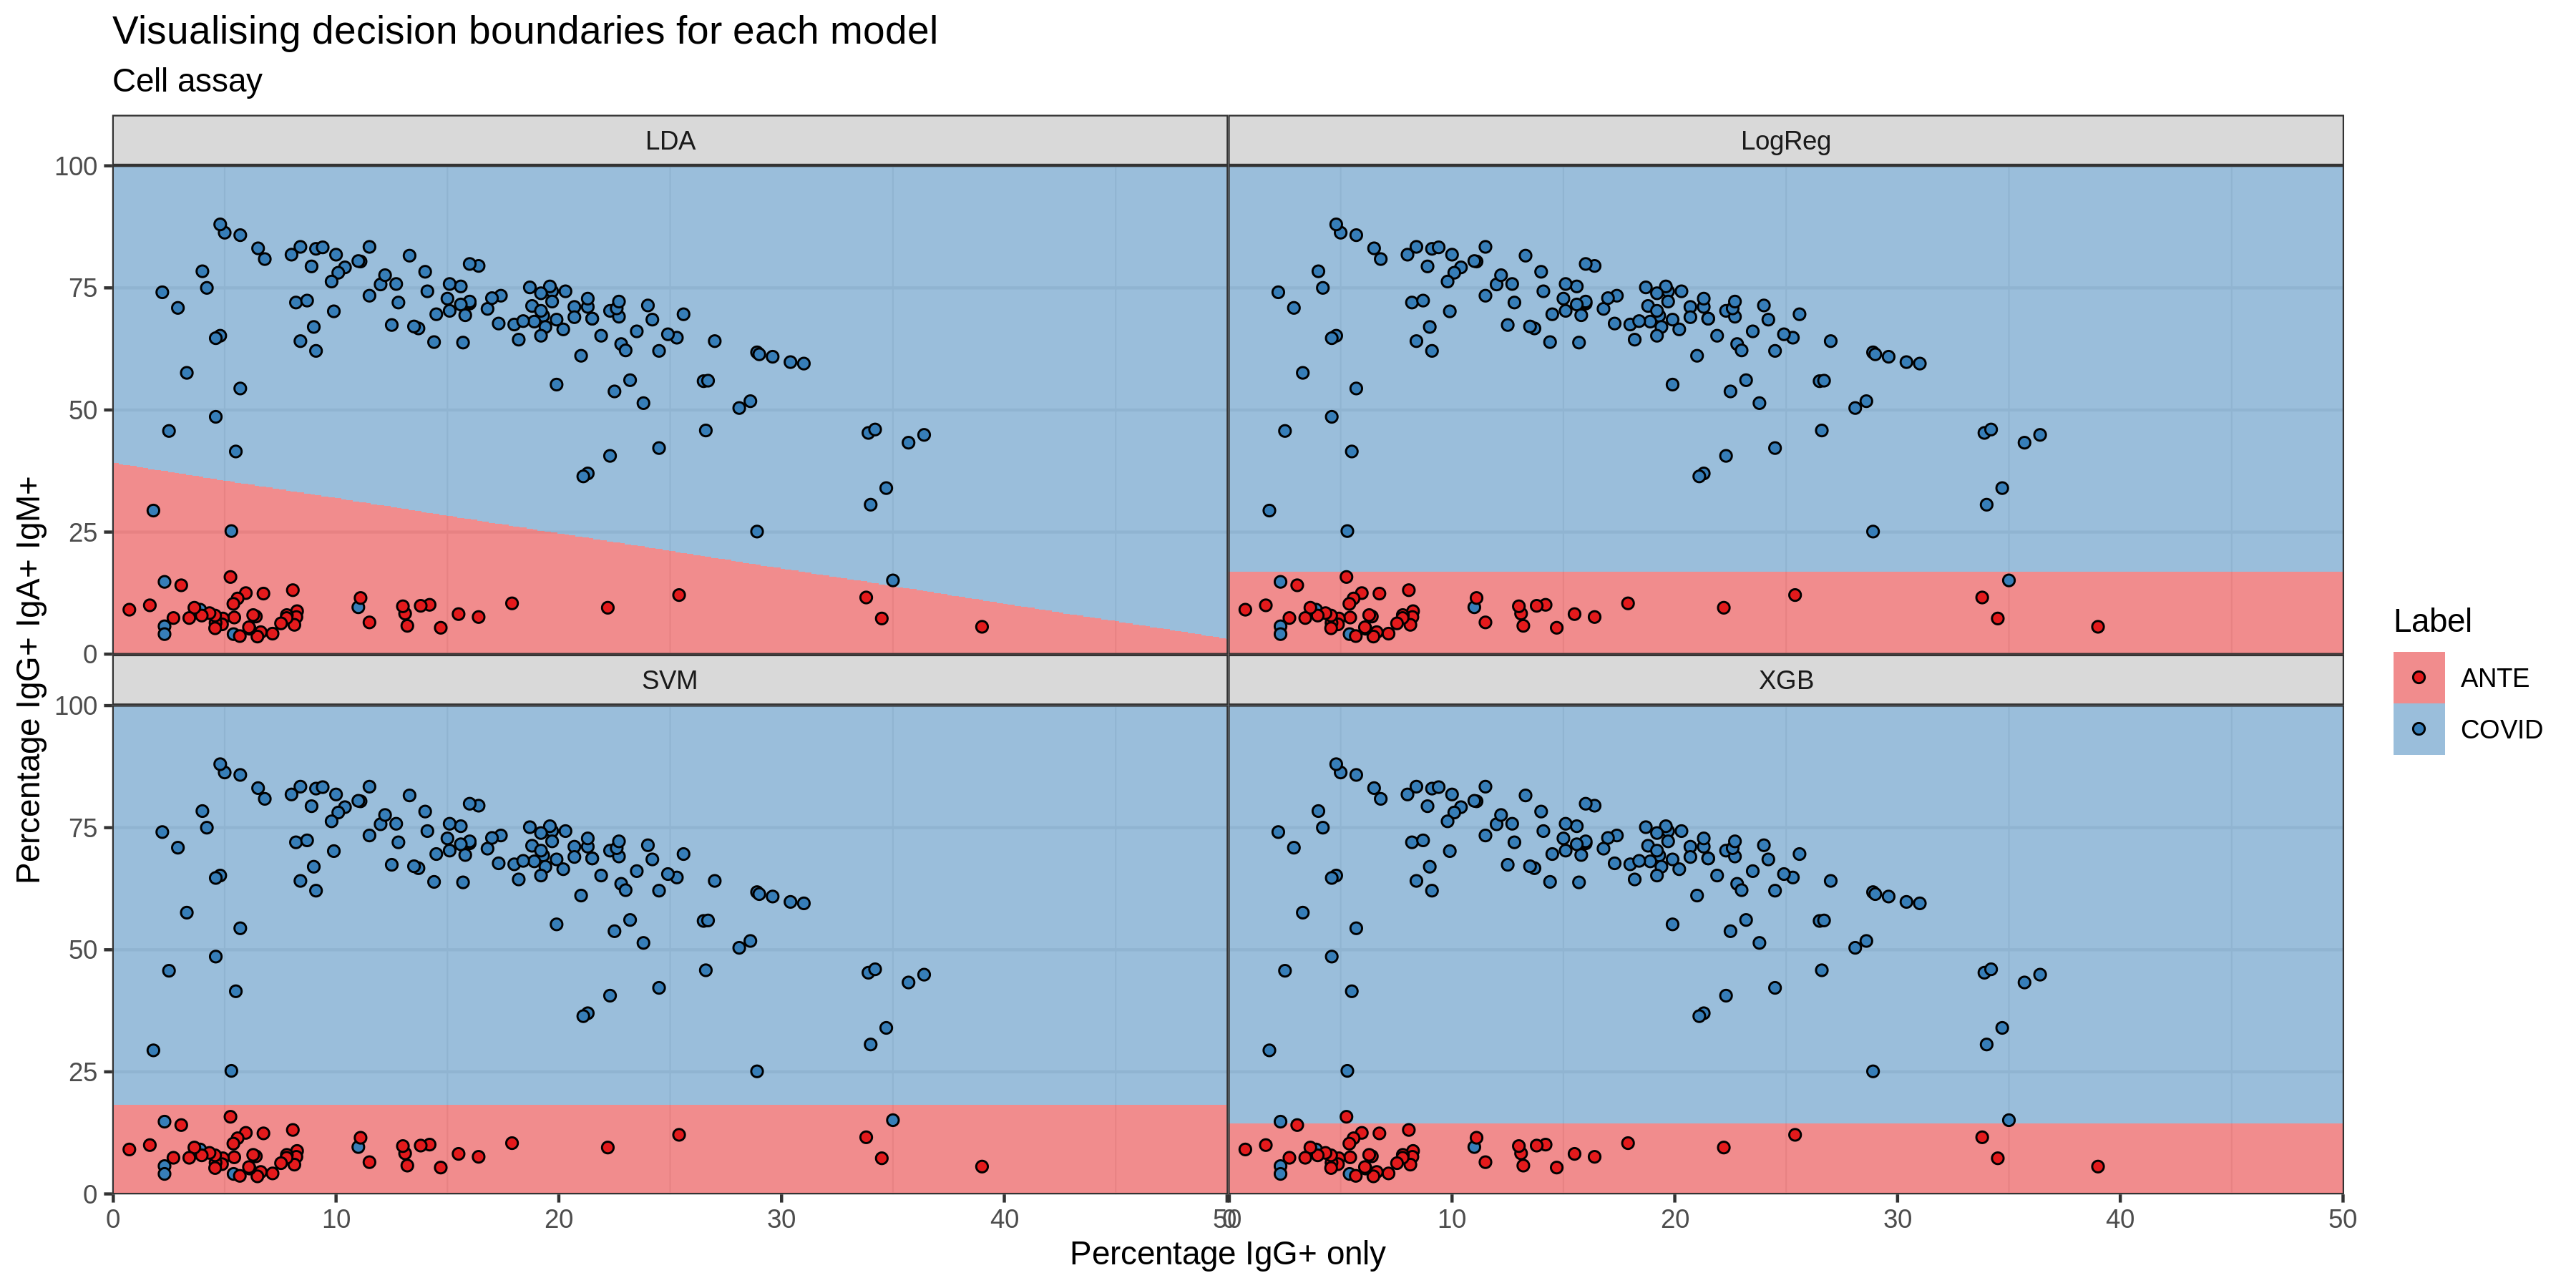 Visualising decision boundaries for each model
Cell assay
LDA
LogReg
100
75
50
25
0
SVM
XGB
100
75
50
25
0
0
10
20
30
40
50
0
10
20
30
40
50
Percentage IgG+ only
Percentage IgG+ IgA+ IgM+
Label
ANTE
COVID